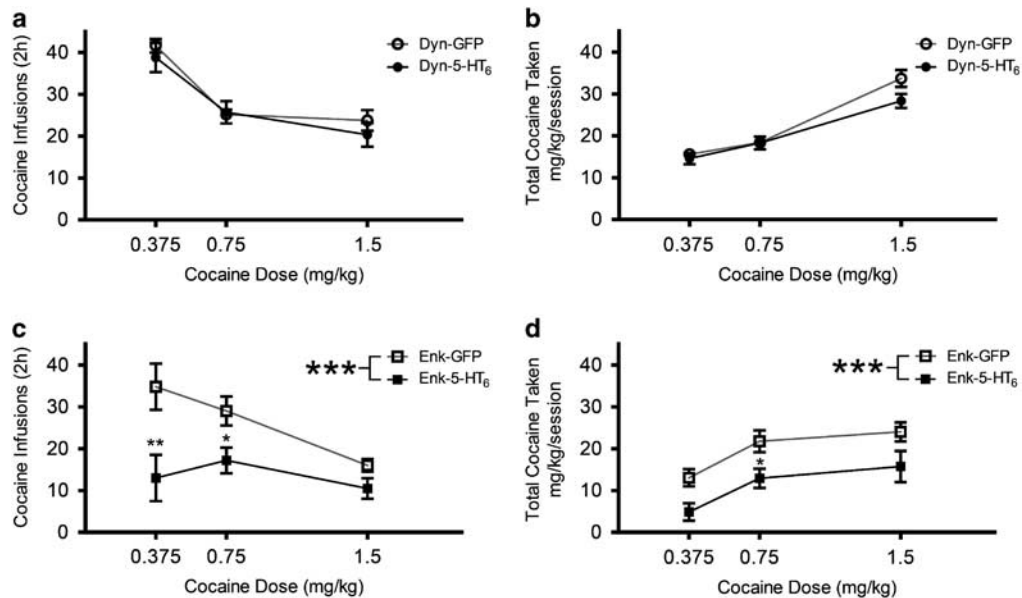 a
Cocaine Infusions (2h)
40
30
20
10
0
0.375 0.75 1.5
Cocaine Dose (mg/kg)
Dyn-GFP
Dyn-5-HT₆
b
Total Cocaine Taken
mg/kg/session
40
30
20
10
0
0.375 0.75 1.5
Cocaine Dose (mg/kg)
Dyn-GFP
Dyn-5-HT₆
c
Cocaine Infusions (2h)
40
30
20
10
0
0.375 0.75 1.5
Cocaine Dose (mg/kg)
***
Enk-GFP
Enk-5-HT₆
**
*
d
Total Cocaine Taken
mg/kg/session
40
30
20
10
0
0.375 0.75 1.5
Cocaine Dose (mg/kg)
***
Enk-GFP
Enk-5-HT₆
*